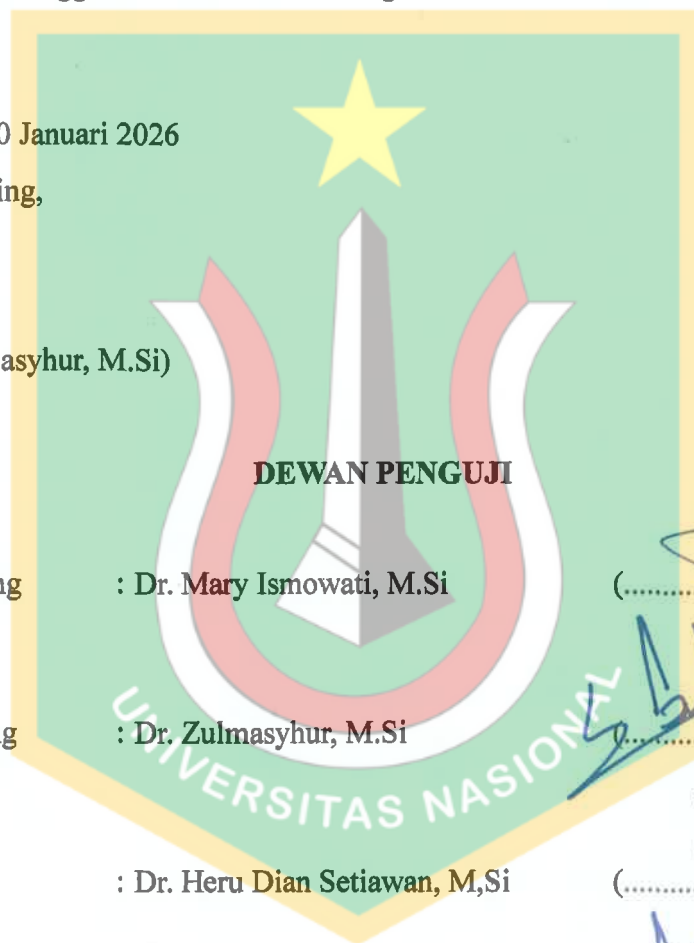 0 Januari 2026
ing,
asyhur, M.Si)
DEWAN PENGUJI
ng : Dr. Mary Ismowati, M.Si (...........
ng : Dr. Zulmasyhur, M.Si (...........
: Dr. Heru Dian Setiawan, M,Si (...........
UNIVERSITAS NASIONAL